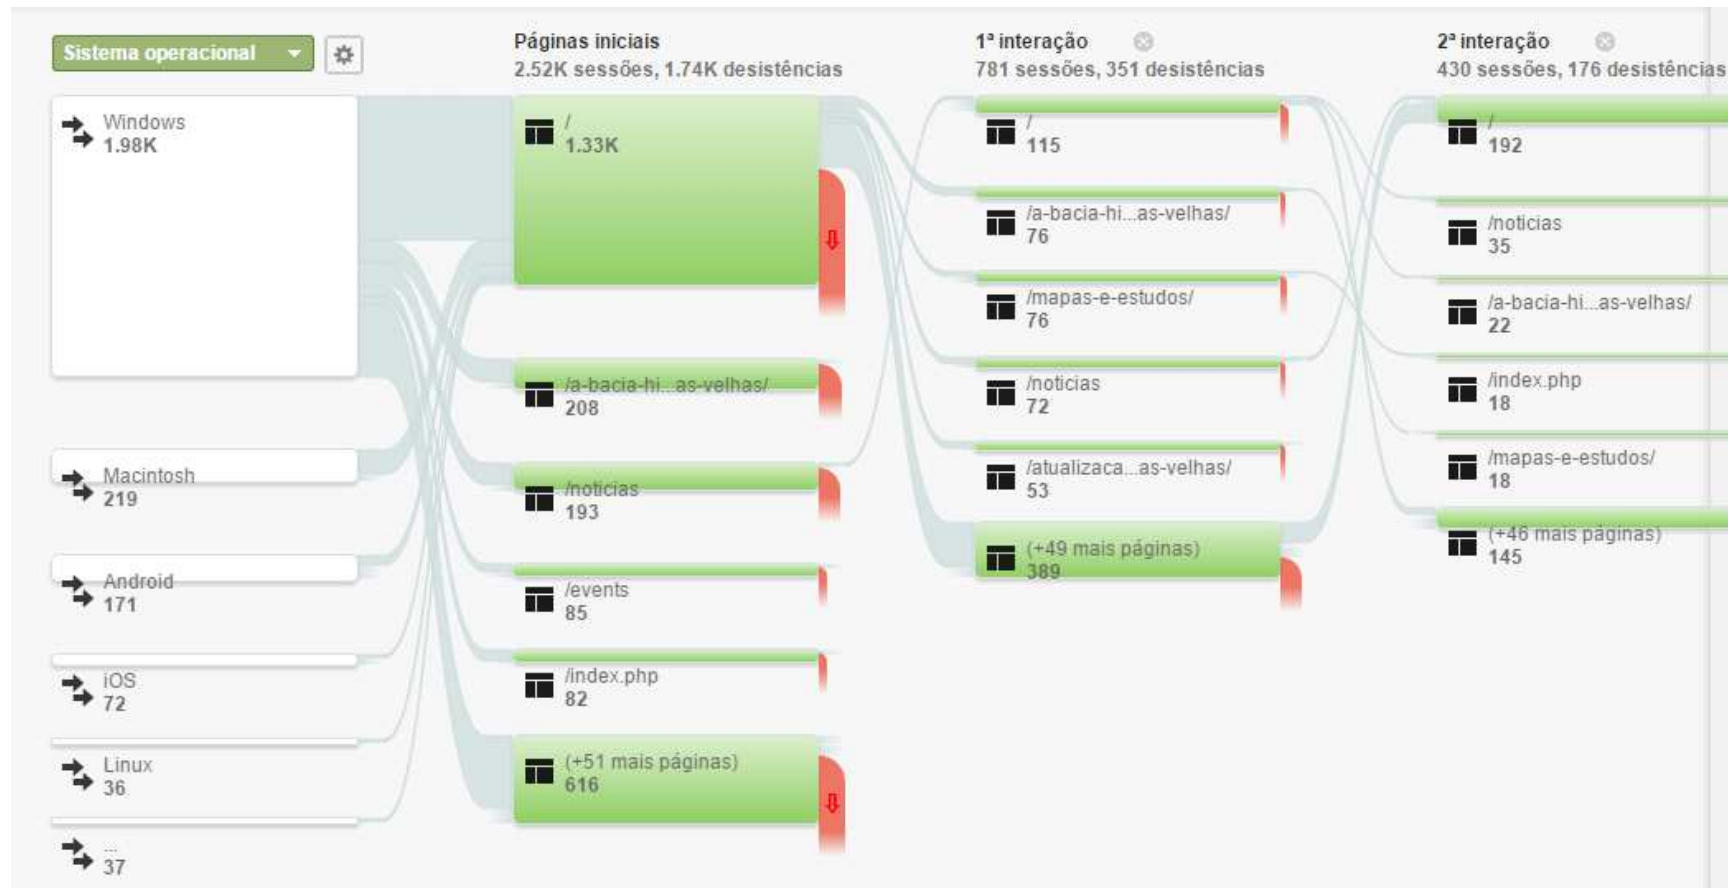 Sistema operacional
Windows
1.98K
Macintosh
219
Android
171
iOS
72
Linux
36
...
37
Páginas iniciais
2.52K sessões, 1.74K desistências
/
1.33K
/a-bacia-hi...as-velhas/
208
/noticias
193
/events
85
/index.php
82
(+51 mais páginas)
616
1ª interação
781 sessões, 351 desistências
/
115
/a-bacia-hi...as-velhas/
76
/mapas-e-estudos/
76
/noticias
72
/atualizaca...as-velhas/
53
(+49 mais páginas)
389
2ª interação
430 sessões, 176 desistências
/
192
/noticias
35
/a-bacia-hi...as-velhas/
22
/index.php
18
/mapas-e-estudos/
18
(+46 mais páginas)
145